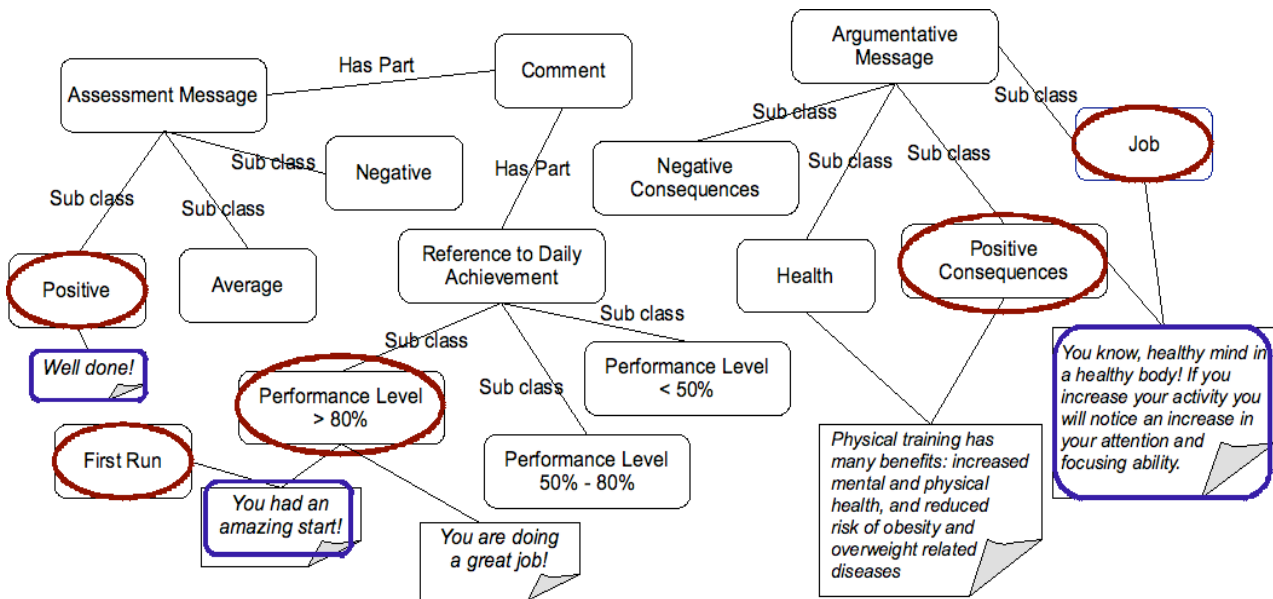 Argumentative
Message
Has Part
Comment
Assessment Message
Sub class
Sub class
Job
Sub class
Negative
Has Part
Negative
Consequences
Sub class
Sub class
Sub class
Sub class
Positive
Average
Reference to Daily
Achievement
Health
Positive
Consequences
Sub class
Sub class
Well done!
Performance Level
> 80%
Sub class
Performance Level
< 50%
You know, healthy mind in
a healthy body! If you
increase your activity you
will notice an increase in
your attention and
focusing ability.
First Run
Performance Level
50% - 80%
Physical training has
many benefits: increased
mental and physical
health, and reduced
risk of obesity and
overweight related
diseases
You had an
amazing start!
You are doing
a great job!